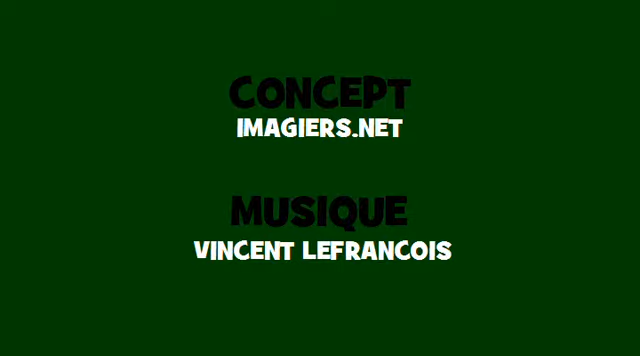 CONCEPT
IMAGIERS.NET
MUSIQUE
VINCENT LEFRANCOIS